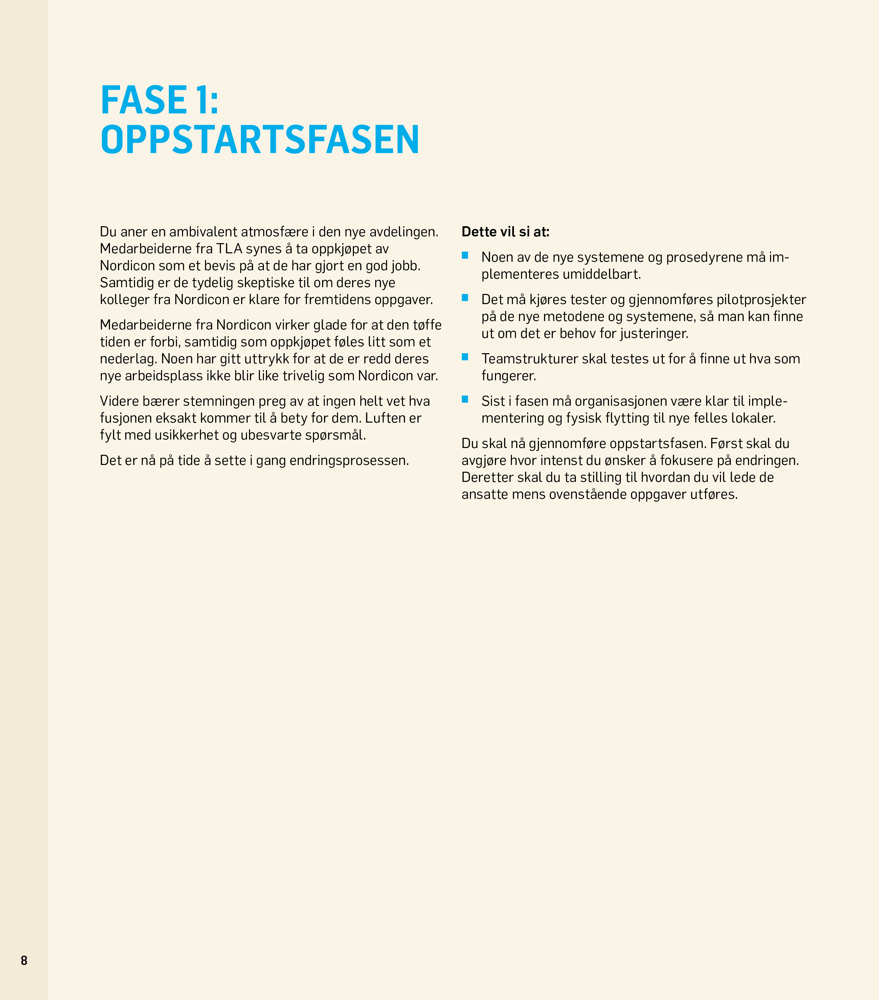 FASE 1:
OPPSTARTSFASEN
Du aner en ambivalent atmosfære i den nye avdelingen.
Medarbeiderne fra TLA synes å ta oppkjøpet av
Nordicon som et bevis på at de har gjort en god jobb.
Samtidig er de tydelig skeptiske til om deres nye
kolleger fra Nordicon er klare for fremtidens oppgaver.
Medarbeiderne fra Nordicon virker glade for at den tøffe
tiden er forbi, samtidig som oppkjøpet føles litt som et
nederlag. Noen har gitt uttrykk for at de er redd deres
nye arbeidsplass ikke blir like trivelig som Nordicon var.
Videre bærer stemningen preg av at ingen helt vet hva
fusjonen eksakt kommer til å bety for dem. Luften er
fylt med usikkerhet og ubesvarte spørsmål.
Det er nå på tide å sette i gang endringsprosessen.
Dette vil si at:
Noen av de nye systemene og prosedyrene må im-
plementeres umiddelbart.
Det må kjøres tester og gjennomføres pilotprosjekter
på de nye metodene og systemene, så man kan finne
ut om det er behov for justeringer.
Teamstrukturer skal testes ut for å finne ut hva som
fungerer.
Sist i fasen må organisasjonen være klar til imple-
mentering og fysisk flytting til nye felles lokaler.
Du skal nå gjennomføre oppstartsfasen. Først skal du
avgjøre hvor intenst du ønsker å fokusere på endringen.
Deretter skal du ta stilling til hvordan du vil lede de
ansatte mens ovenstående oppgaver utføres.
8